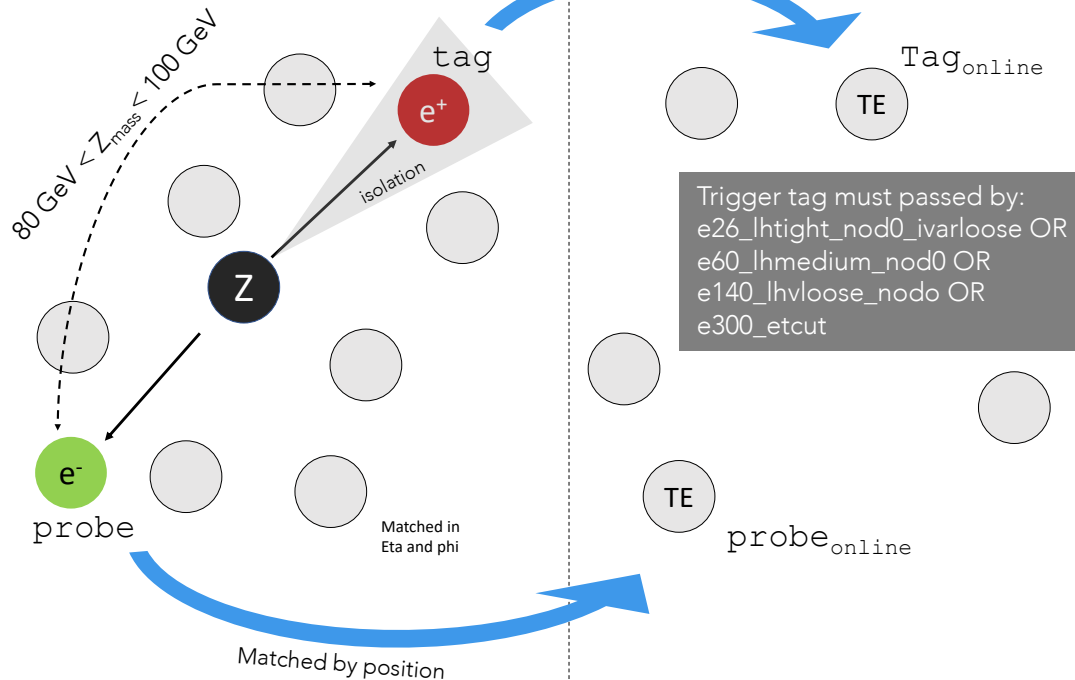 tag
e+
80 GeV < Zmass < 100 GeV
isolation
Z
e-
probe
Matched in
Eta and phi
Matched by position
Tagonline
TE
Trigger tag must passed by:
e26_lhtight_nod0_ivarloose OR
e60_lhmedium_nod0 OR
e140_lhvloose_nodo OR
e300_etcut
TE
probeonline